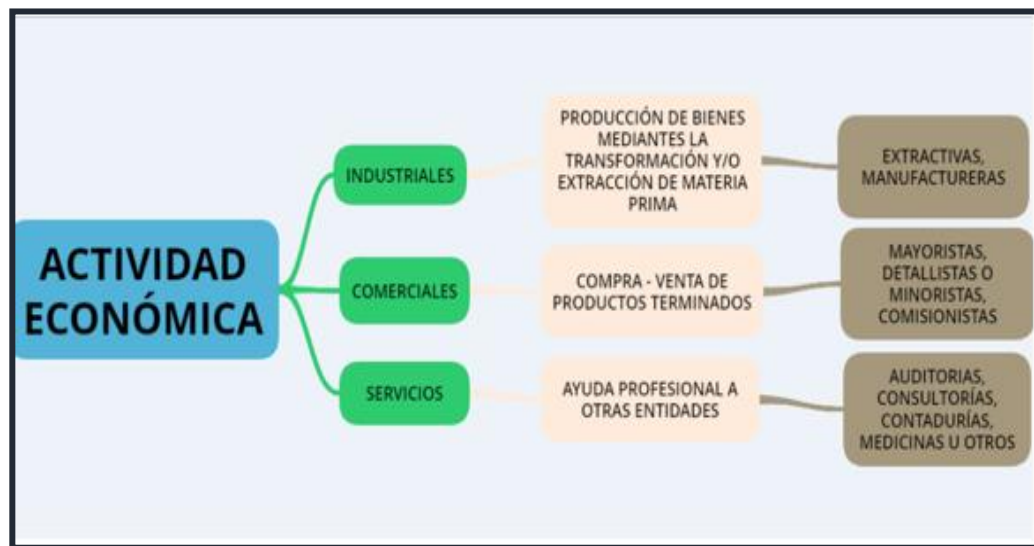 ACTIVIDAD
ECONÓMICA
INDUSTRIALES
PRODUCCIÓN DE BIENES
MEDIANTES LA
TRANSFORMACIÓN Y/O
EXTRACCIÓN DE MATERIA
PRIMA
EXTRACTIVAS,
MANUFACTURERAS
COMERCIALES
COMPRA - VENTA DE
PRODUCTOS TERMINADOS
MAYORISTAS,
DETALLISTAS O
MINORISTAS,
COMISIONISTAS
SERVICIOS
AYUDA PROFESIONAL A
OTRAS ENTIDADES
AUDITORIAS,
CONSULTORÍAS,
CONTADURÍAS,
MEDICINAS U OTROS